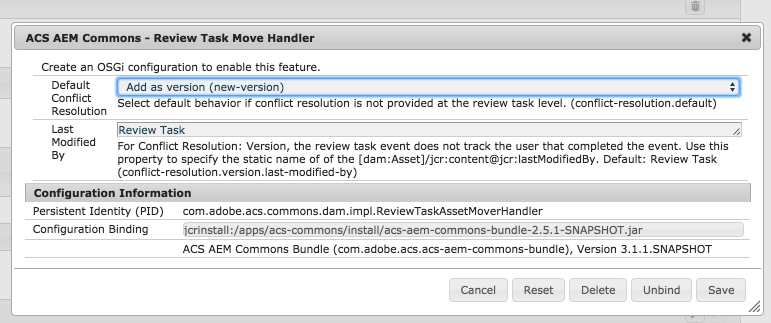 ACS AEM Commons - Review Task Move Handler
Create an OSGi configuration to enable this feature.
Default Conflict Resolution
Add as version (new-version)
Select default behavior if conflict resolution is not provided at the review task level. (conflict-resolution.default)
Last Modified By
Review Task
For Conflict Resolution: Version, the review task event does not track the user that completed the event. Use this
property to specify the static name of of the [dam:Asset]/jcr:content@jcr:lastModifiedBy. Default: Review Task
(conflict-resolution.version.last-modified-by)
Configuration Information
Persistent Identity (PID) com.adobe.acs.commons.dam.impl.ReviewTaskAssetMoverHandler
Configuration Binding jcrinstall:/apps/acs-commons/install/acs-aem-commons-bundle-2.5.1-SNAPSHOT.jar
ACS AEM Commons Bundle (com.adobe.acs.acs-aem-commons-bundle), Version 3.1.1.SNAPSHOT
Cancel Reset Delete Unbind Save